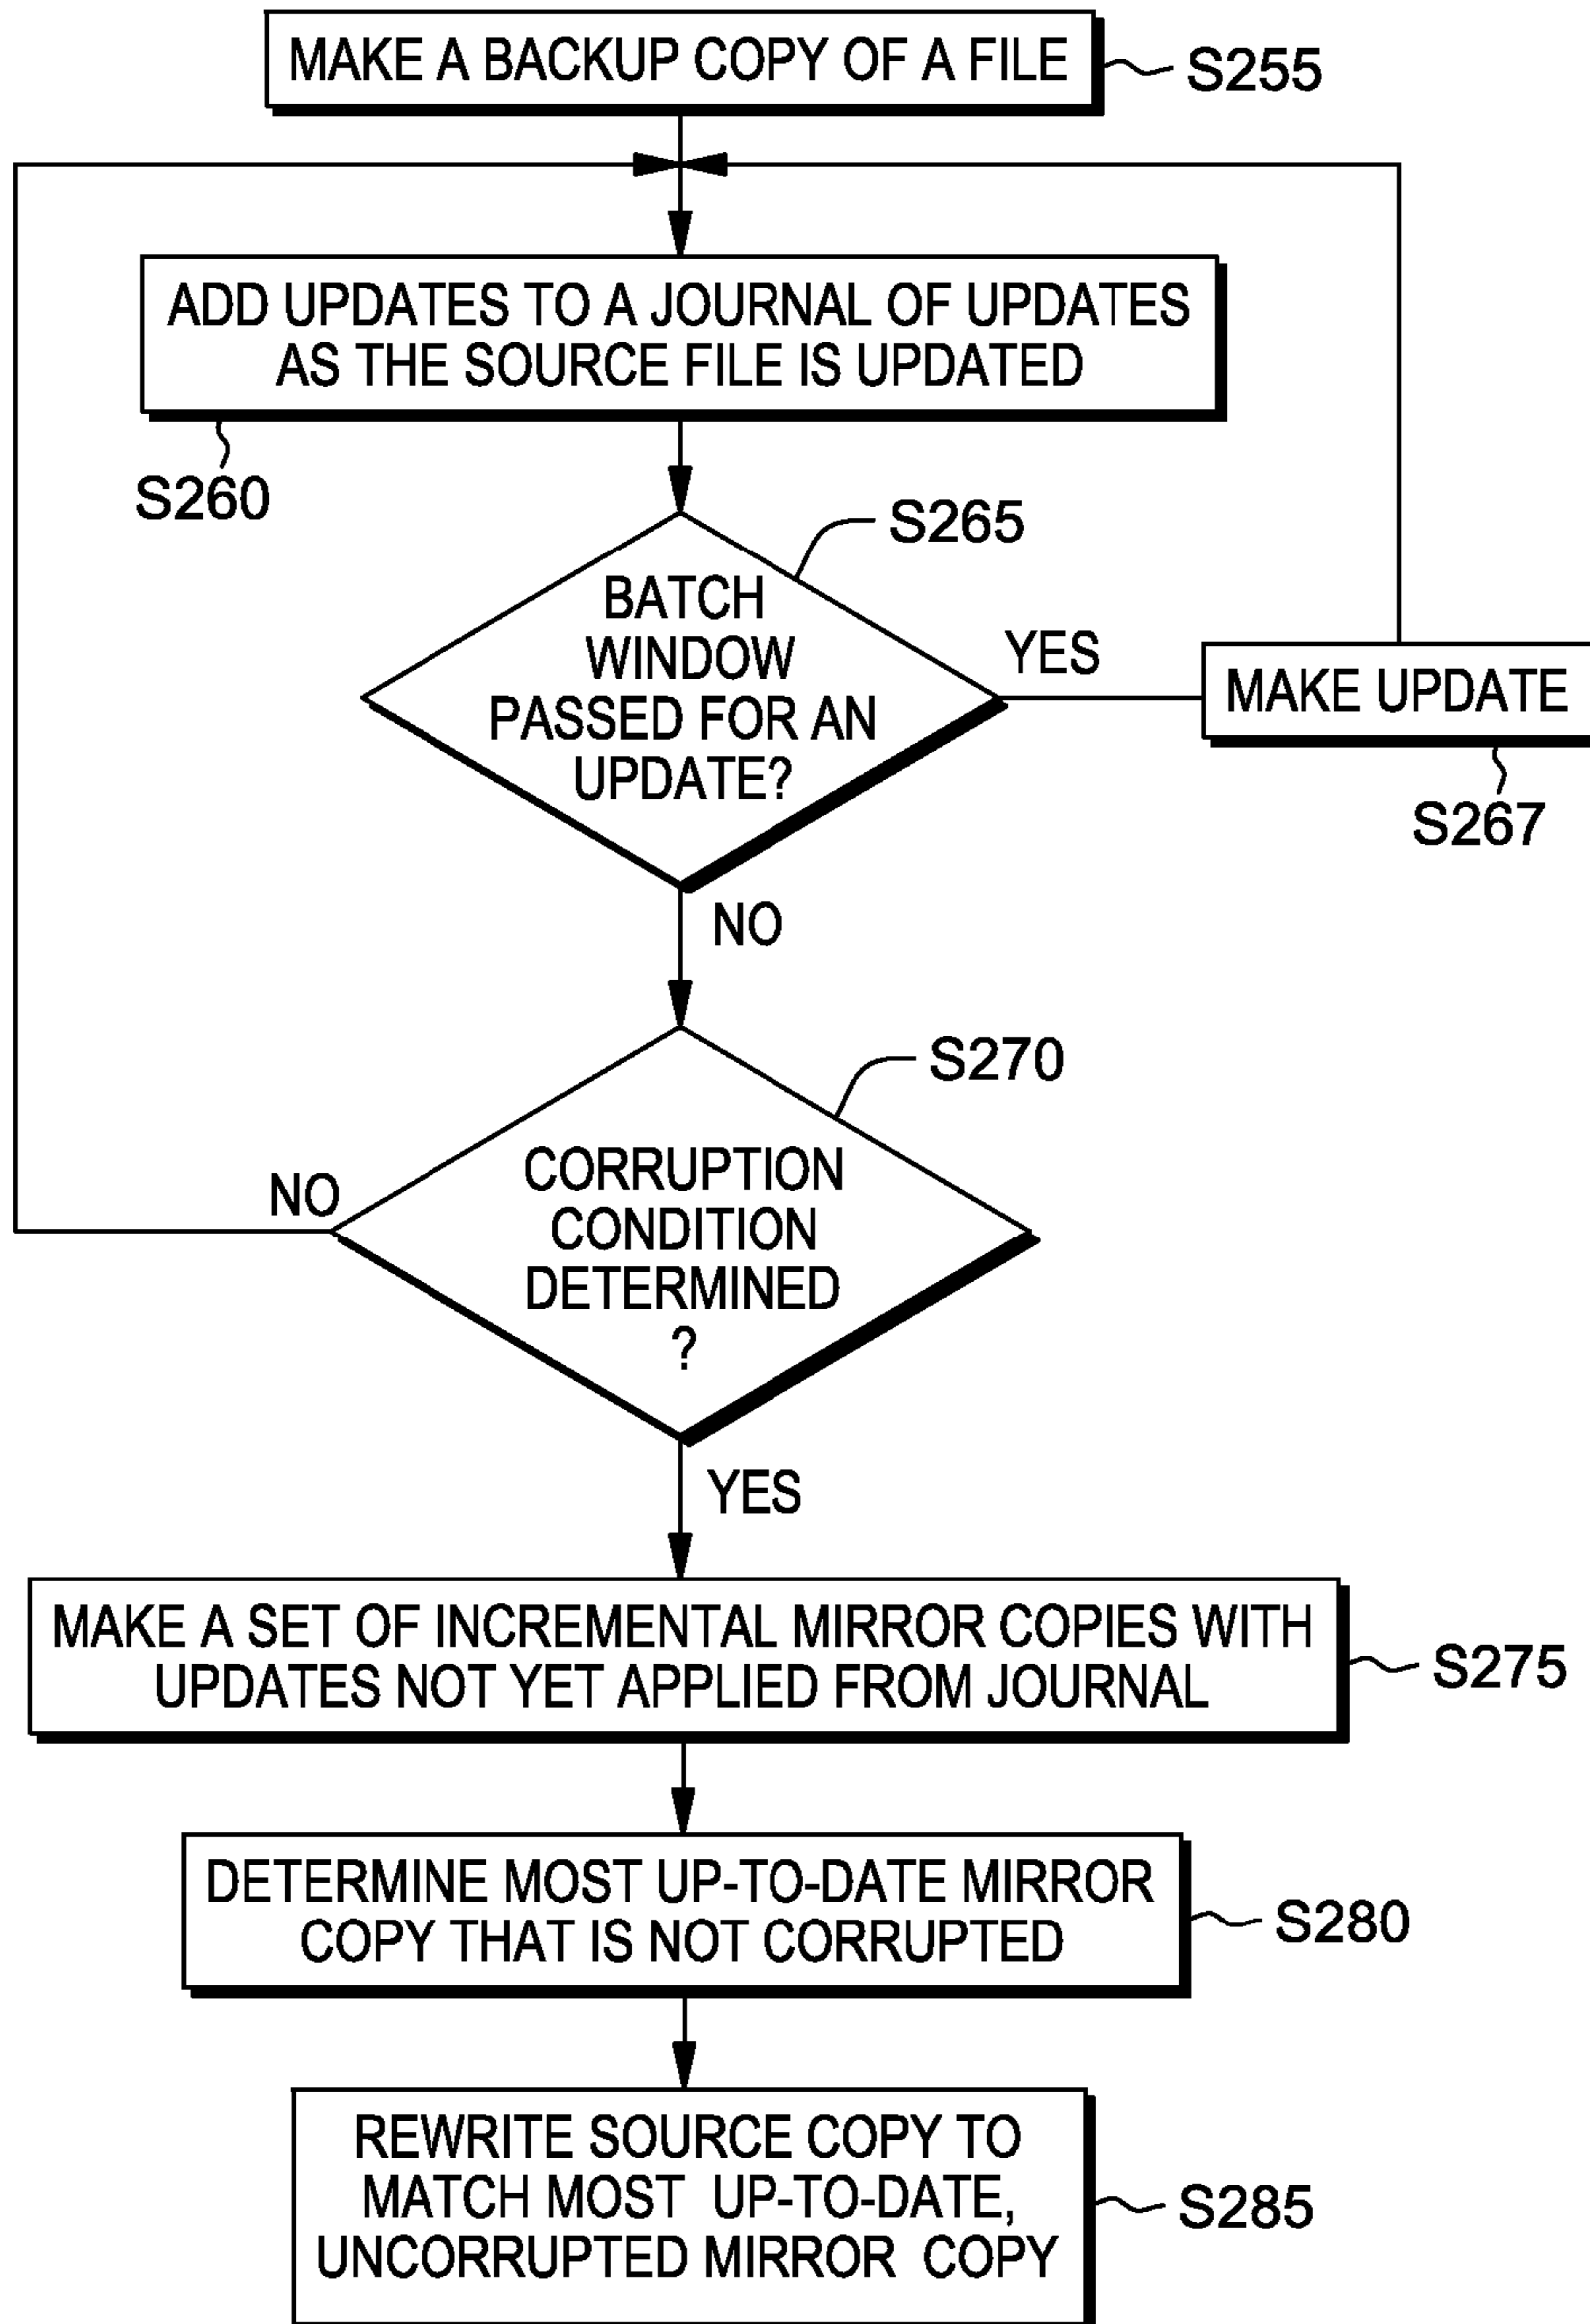 MAKE A BACKUP COPY OF A FILE
S255
ADD UPDATES TO A JOURNAL OF UPDATES
AS THE SOURCE FILE IS UPDATED
S260
S265
BATCH
WINDOW
PASSED FOR AN
UPDATE?
YES
MAKE UPDATE
S267
NO
S270
CORRUPTION
CONDITION
DETERMINED
?
NO
YES
MAKE A SET OF INCREMENTAL MIRROR COPIES WITH
UPDATES NOT YET APPLIED FROM JOURNAL
S275
DETERMINE MOST UP-TO-DATE MIRROR
COPY THAT IS NOT CORRUPTED
S280
REWRITE SOURCE COPY TO
MATCH MOST UP-TO-DATE,
UNCORRUPTED MIRROR COPY
S285